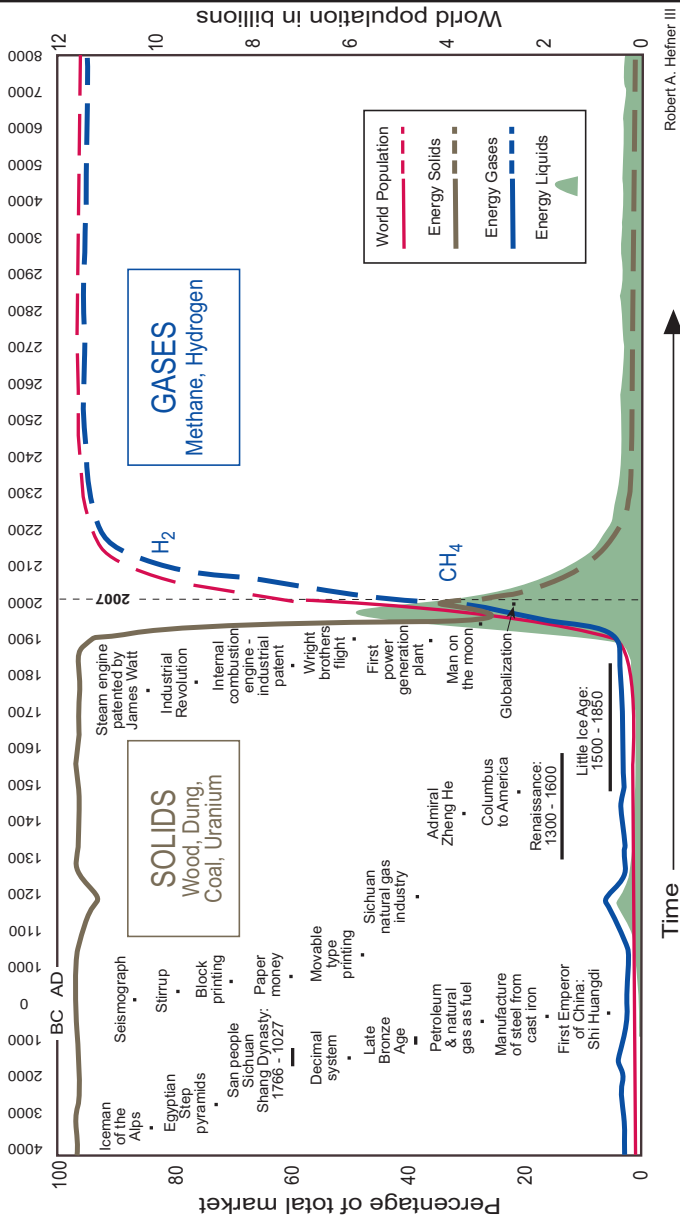 4000
3000
2000
1000
0
1000
1100
1200
1300
1400
1500
1600
1700
1800
1900
2000
2100
2200
2300
2400
2500
2600
2700
2800
2900
3000
4000
5000
6000
7000
8000
BC AD
2007
Percentage of total market
100
80
60
40
20
0
World population in billions
12
10
8
6
4
2
0
Iceman
of the
Alps
Egyptian
Step
pyramids
San people
Sichuan
Shang Dynasty:
1766 - 1027
Decimal
system
Late
Bronze
Age
Petroleum
& natural
gas as fuel
Manufacture
of steel from
cast iron
First Emperor
of China:
Shi Huangdi
Seismograph
Stirrup
Block
printing
Paper
money
Movable
type
printing
Sichuan
natural gas
industry
SOLIDS
Wood, Dung,
Coal, Uranium
Admiral
Zheng He
Columbus
to America
Renaissance:
1300 - 1600
Little Ice Age:
1500 - 1850
Steam engine
patented by
James Watt
Industrial
Revolution
Internal
combustion
engine -
industrial
patent
Wright
brothers
flight
First
power
generation
plant
Man on
the moon
Globalization
H2
CH4
GASES
Methane, Hydrogen
World Population
Energy Solids
Energy Gases
Energy Liquids
Time
Robert A. Hefner III